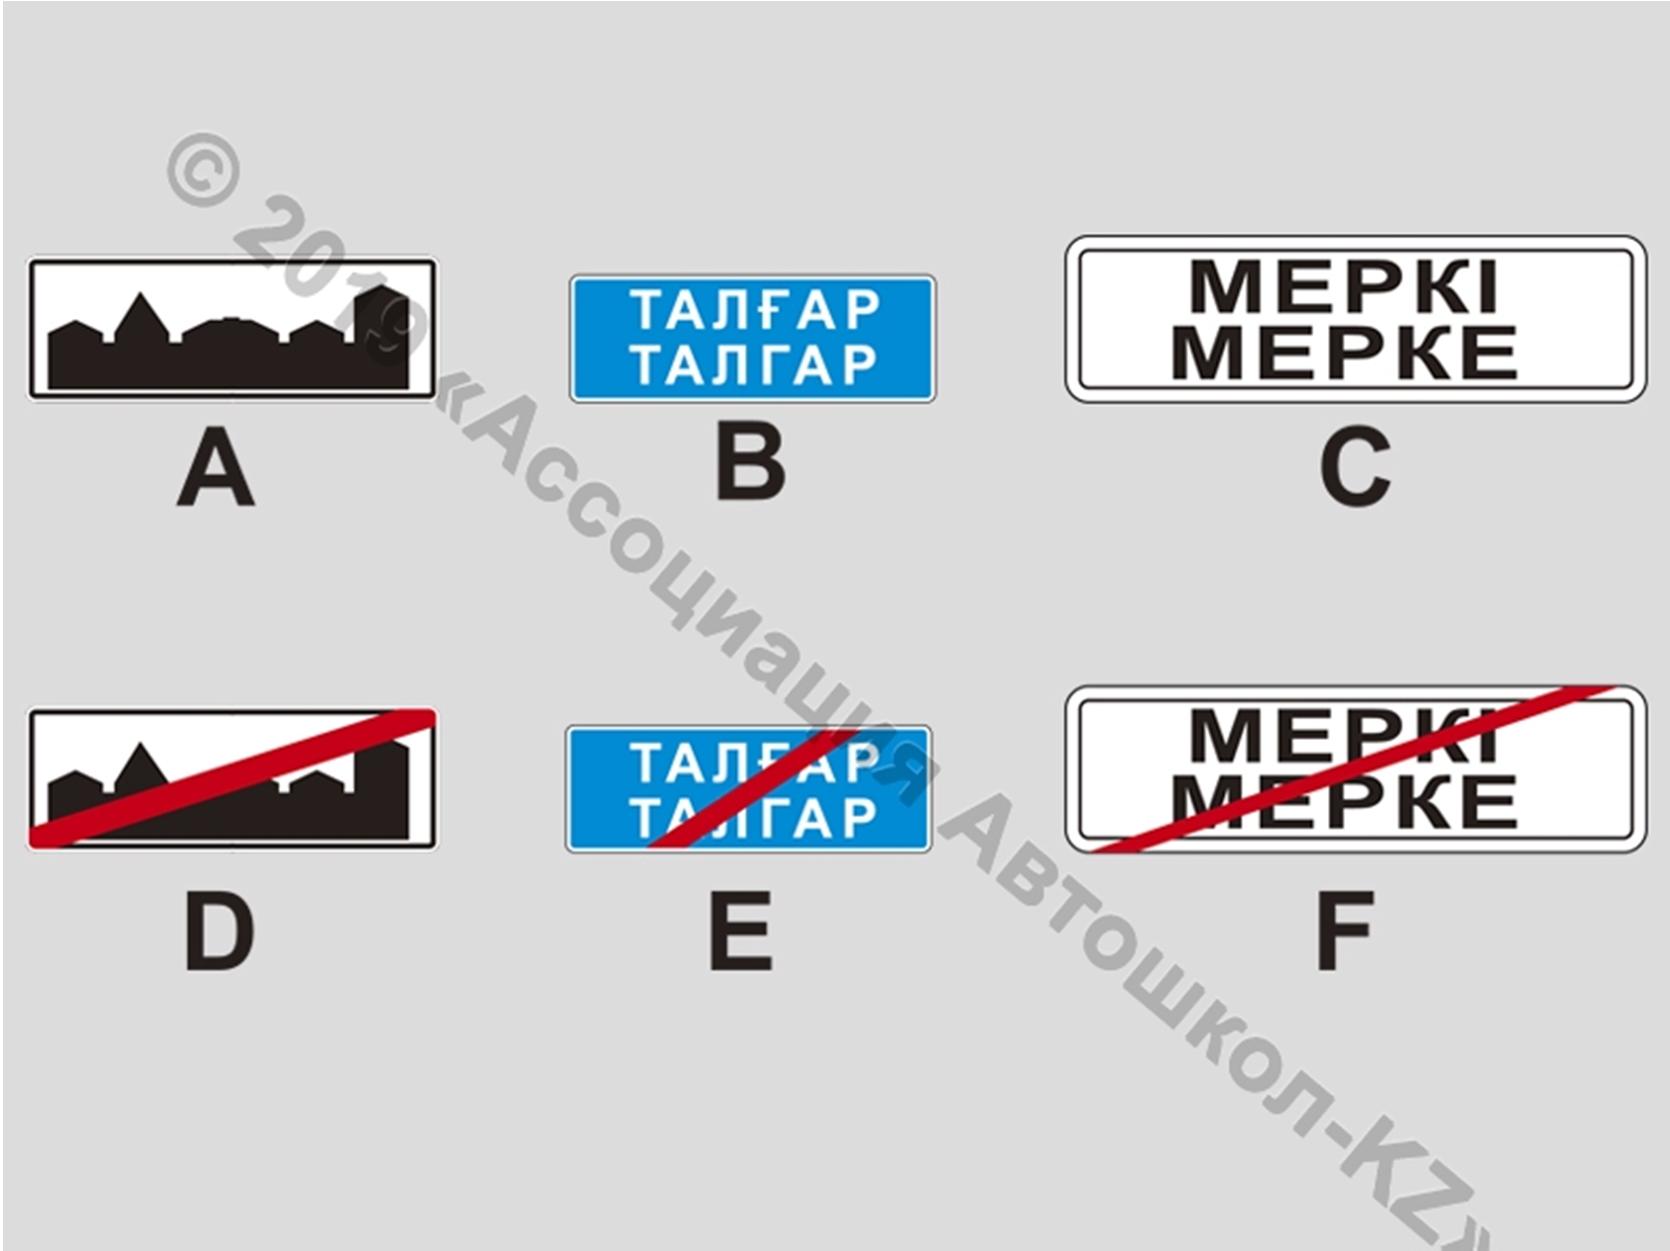 © 2019 «Ассоциация Автошкол-KZ»
ТАЛҒАР
ТАЛГАР
МЕРКІ
МЕРКЕ
A
B
C
ТАЛҒАР
ТАЛГАР
МЕРКІ
МЕРКЕ
D
E
F